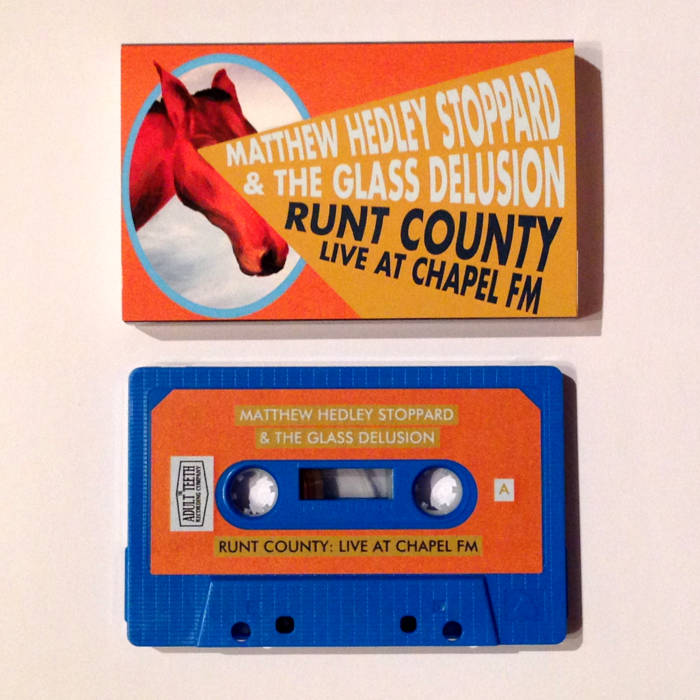 MATTHEW HEDLEY STOPPARD
& THE GLASS DELUSION
RUNT COUNTY
LIVE AT CHAPEL FM
MATTHEW HEDLEY STOPPARD
& THE GLASS DELUSION
THE
ADULT TEETH
RECORDING COMPANY
A
RUNT COUNTY: LIVE AT CHAPEL FM